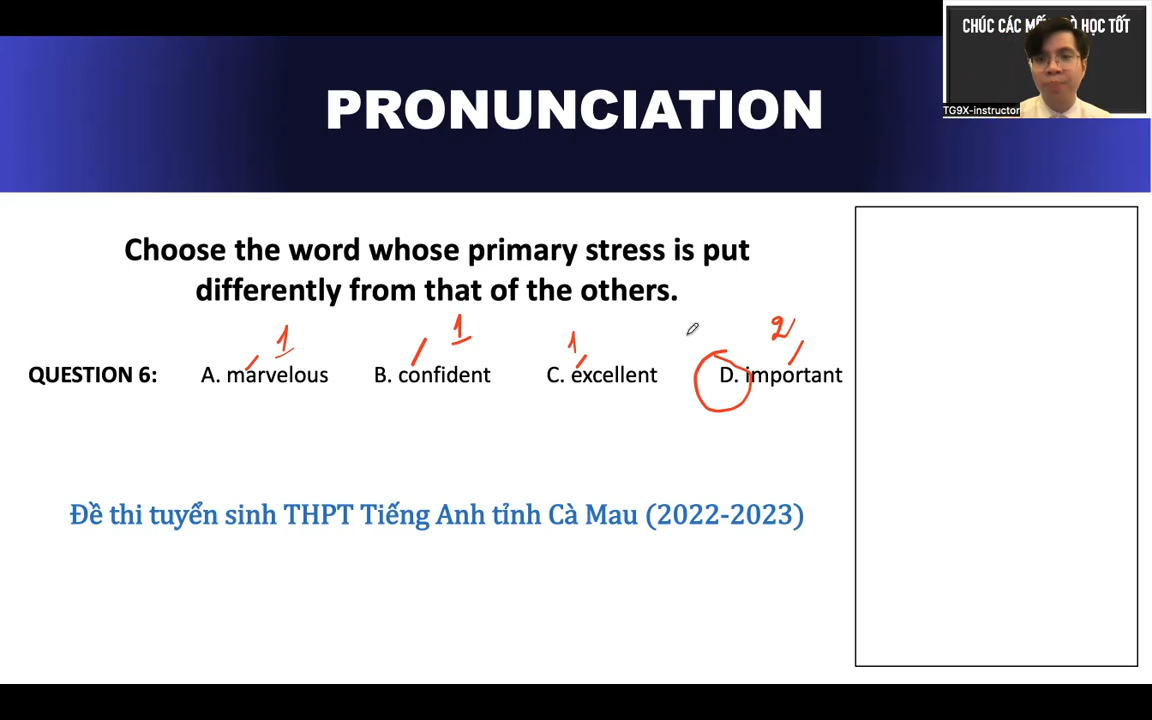 CHÚC CÁC HỌC TỐT
TG9X-instructor
PRONUNCIATION
Choose the word whose primary stress is put
differently from that of the others.
1 1 1 2
QUESTION 6: A. marvelous B. confident C. excellent D. important
Đề thi tuyển sinh THPT Tiếng Anh tỉnh Cà Mau (2022-2023)